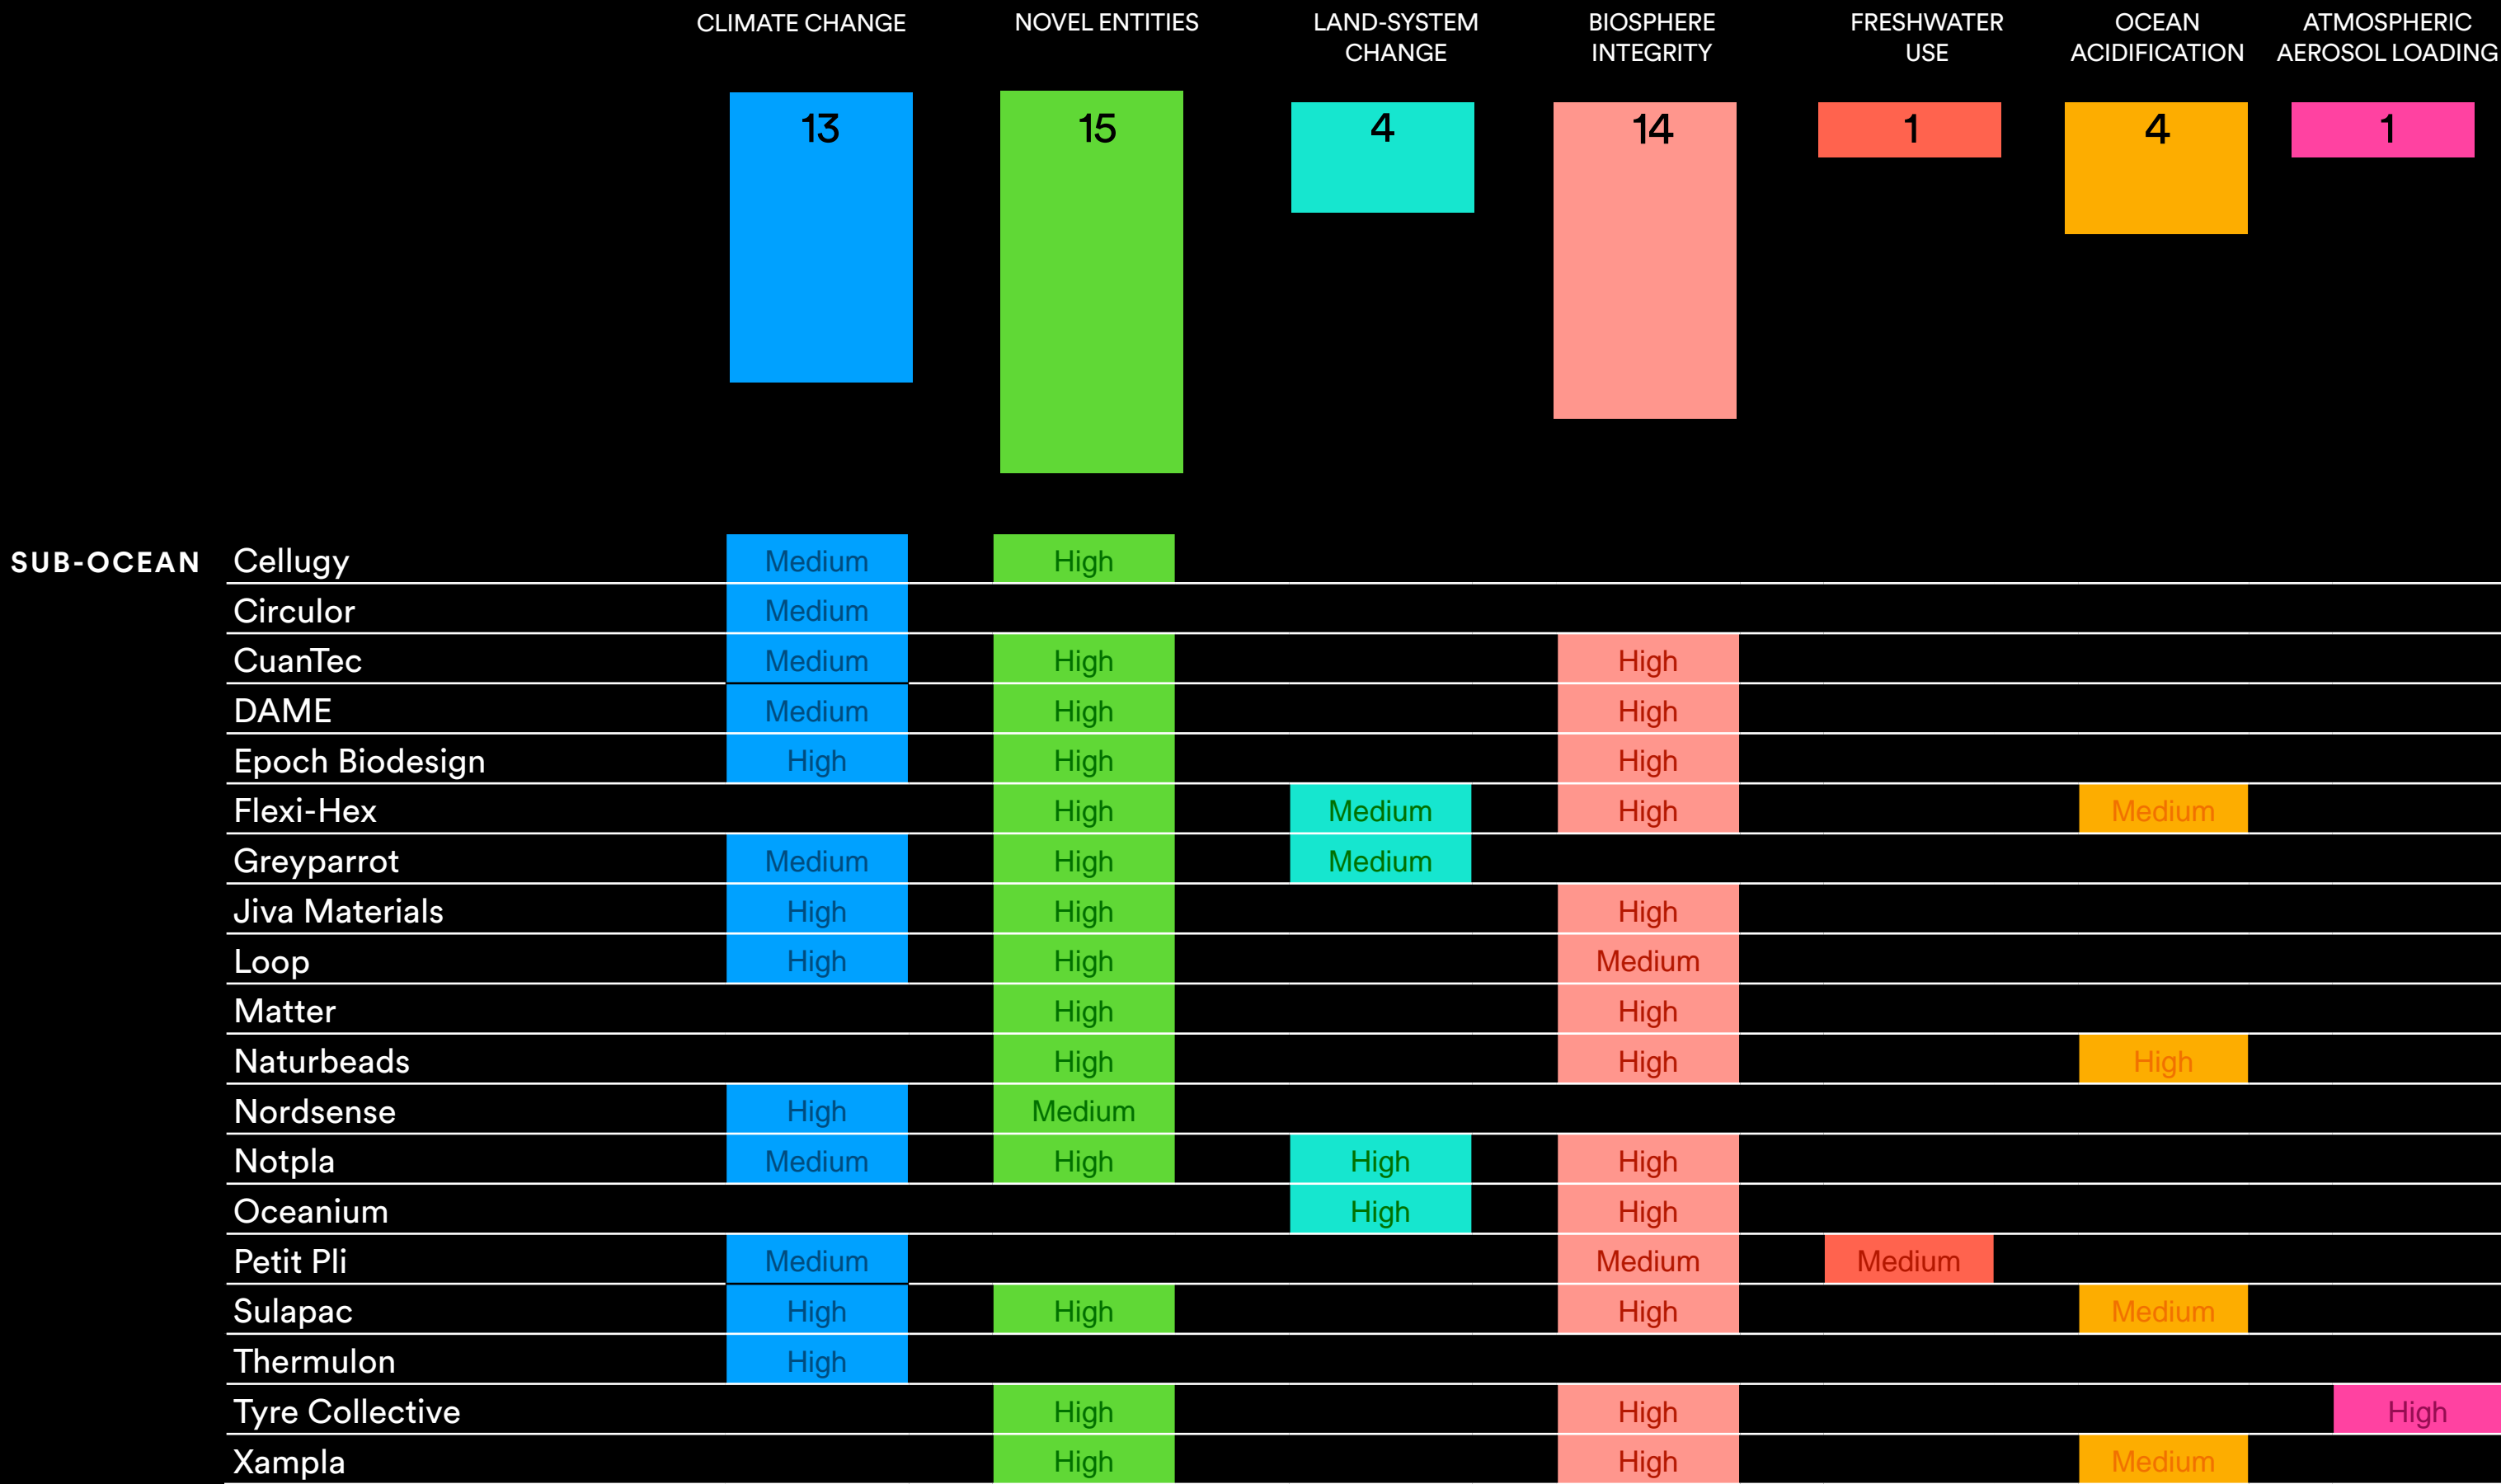 CLIMATE CHANGE NOVEL ENTITIES LAND-SYSTEM CHANGE BIOSPHERE INTEGRITY FRESHWATER USE OCEAN ACIDIFICATION ATMOSPHERIC AEROSOL LOADING
13 15 4 14 1 4 1
SUB-OCEAN Cellugy Medium High
Circulor Medium
CuanTec Medium High High
DAME Medium High High
Epoch Biodesign High High High
Flexi-Hex High Medium High Medium
Greyparrot Medium High Medium
Jiva Materials High High High
Loop High High Medium
Matter High High
Naturbeads High High High
Nordsense High Medium
Notpla Medium High High High
Oceanium High High
Petit Pli Medium Medium Medium
Sulapac High High High Medium
Thermulon High
Tyre Collective High High High
Xampla High High Medium